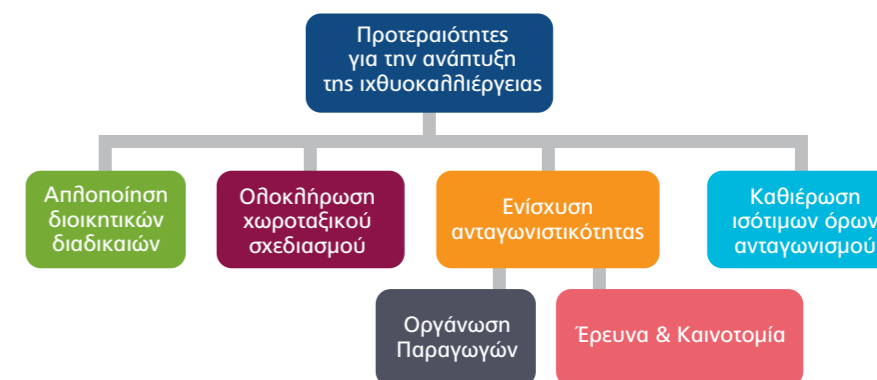 Προτεραιότητες
για την ανάπτυξη
της ιχθυοκαλλιέργειας
Απλοποίηση
διοικητικών
διαδικαιών
Ολοκλήρωση
χωροταξικού
σχεδιασμού
Ενίσχυση
ανταγωνιστικότητας
Καθιέρωση
ισότιμων όρων
ανταγωνισμού
Οργάνωση
Παραγωγών
Έρευνα & Καινοτομία